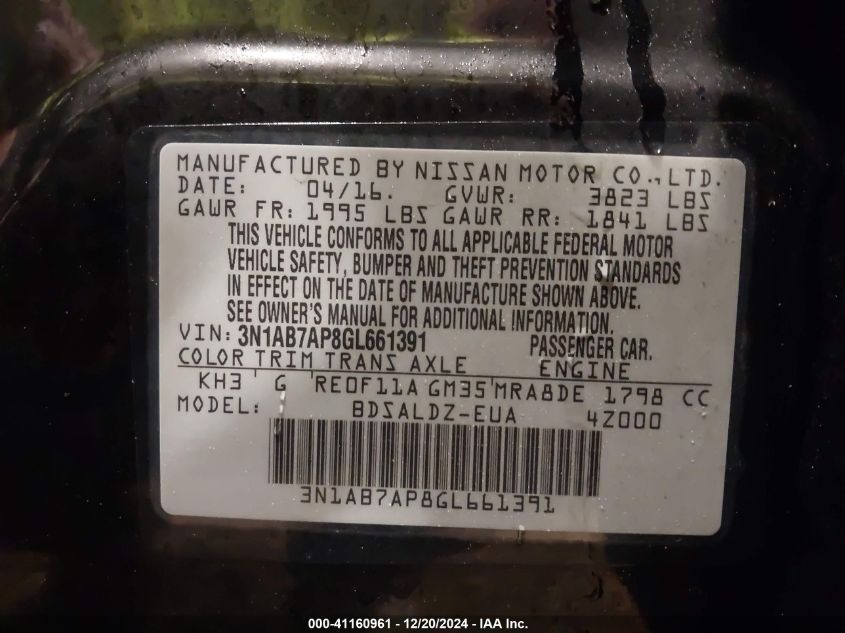 MANUFACTURED BY NISSAN MOTOR CO., LTD.
DATE: 04/16. GVWR: 3823 LBS
GAWR FR: 1995 LBS GAWR RR: 1841 LBS
THIS VEHICLE CONFORMS TO ALL APPLICABLE FEDERAL MOTOR
VEHICLE SAFETY, BUMPER AND THEFT PREVENTION STANDARDS
IN EFFECT ON THE DATE OF MANUFACTURE SHOWN ABOVE.
SEE OWNER'S MANUAL FOR ADDITIONAL INFORMATION.
VIN: 3N1AB7AP8GL661391 PASSENGER CAR.
COLOR TRIM TRANS AXLE ENGINE
KH3 ' G 'RE0F11A GM35'MRA8DE 1798 CC
MODEL: BDSALDZ-EUA 4Z000
3N1AB7AP8GL661391
000-41160961 - 12/20/2024 - IAA Inc.